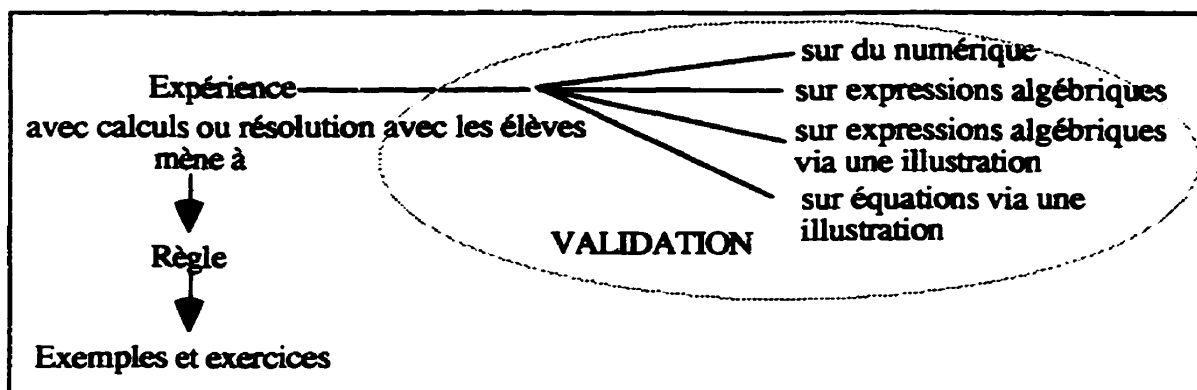 Expérience
avec calculs ou résolution avec les élèves
mène à
Règle
Exemples et exercices
sur du numérique
sur expressions algébriques
sur expressions algébriques
via une illustration
sur équations via une
illustration
VALIDATION